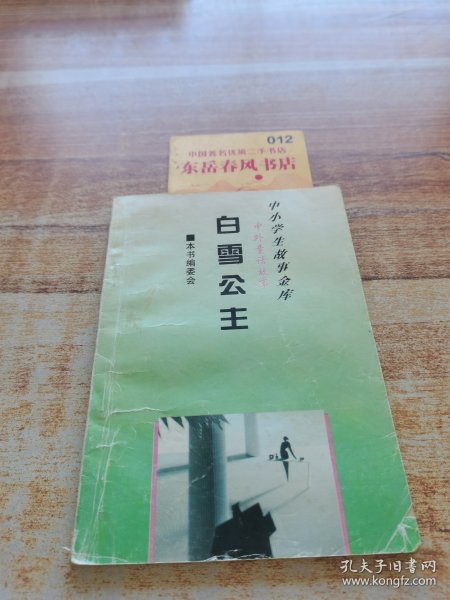 012
中国著名优质二手书店
东岳春风书店
中小学生故事金库
中外童话故事
白雪公主
■本书编委会
孔夫子旧书网
www.kongfz.com